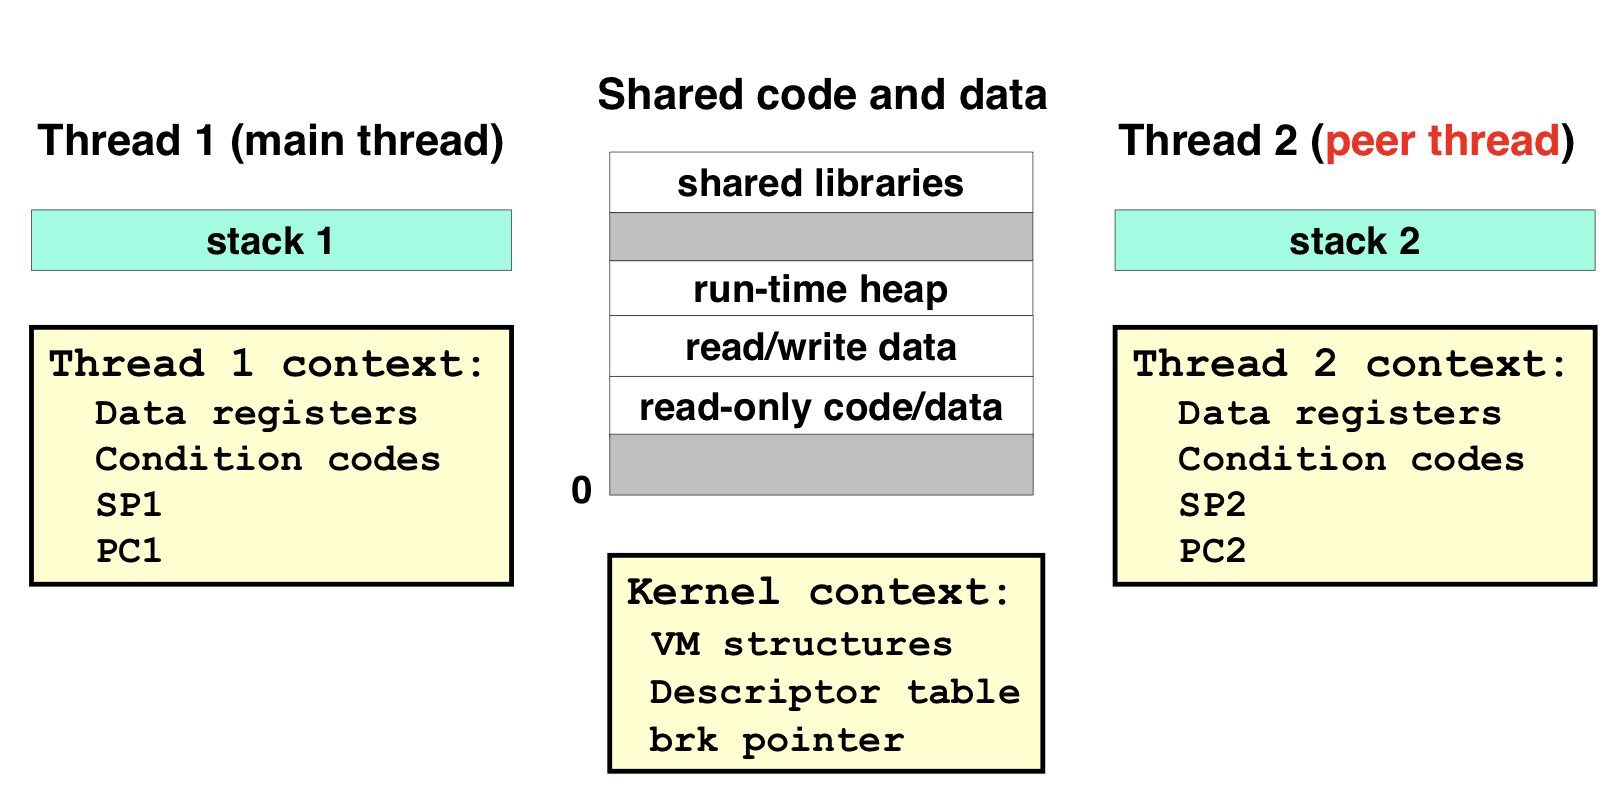 Thread 1 (main thread)
stack 1
Thread 1 context:
Data registers
Condition codes
SP1
PC1
Shared code and data
shared libraries
run-time heap
read/write data
read-only code/data
0
Kernel context:
VM structures
Descriptor table
brk pointer
Thread 2 (peer thread)
stack 2
Thread 2 context:
Data registers
Condition codes
SP2
PC2